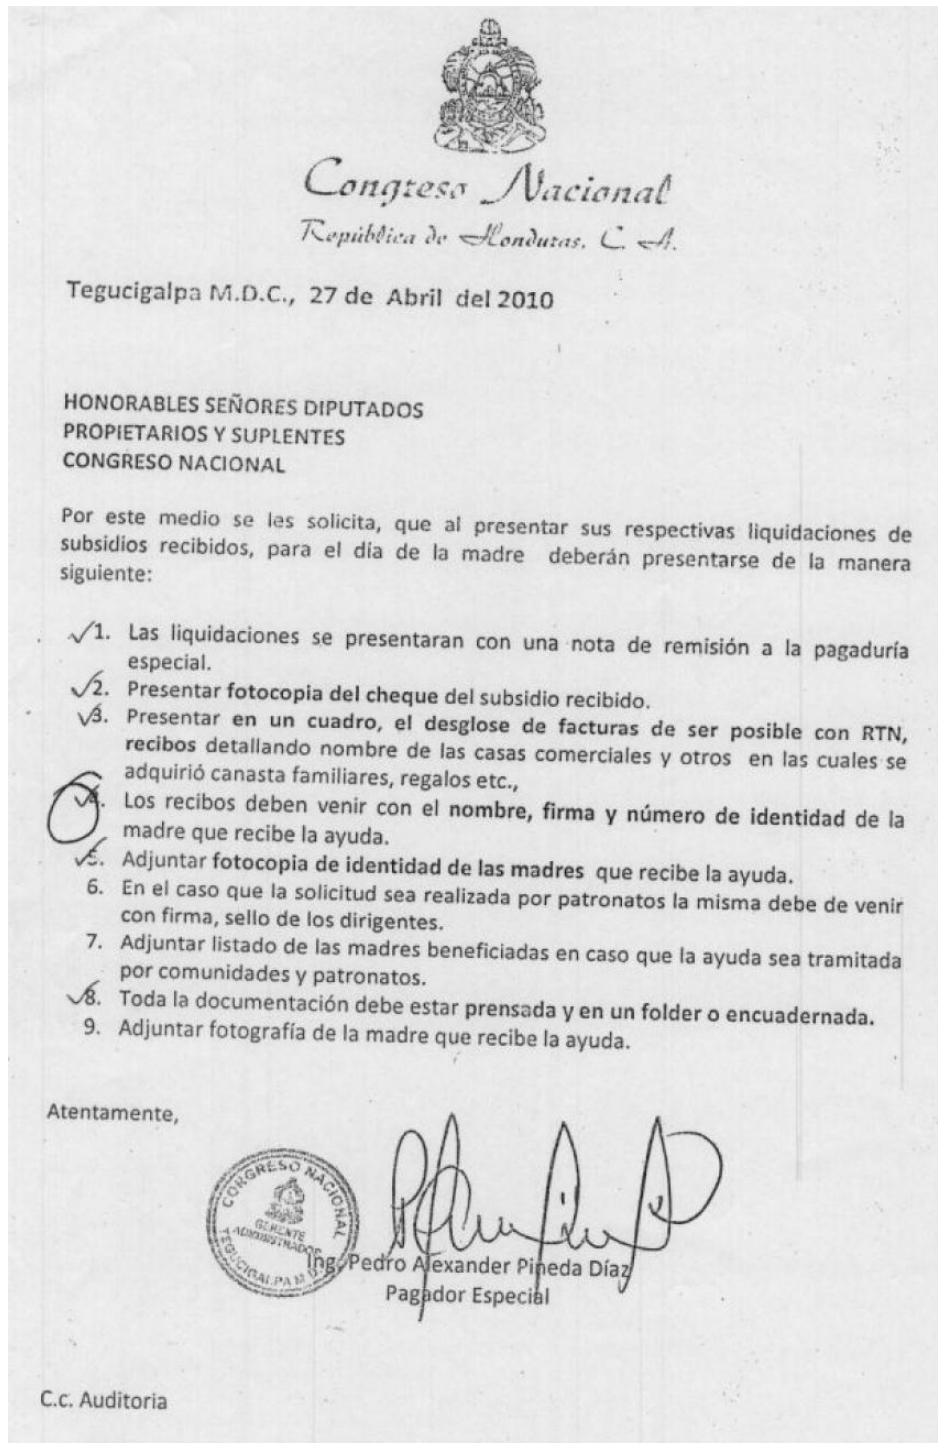 Congreso Nacional
República de Honduras, C. A.
Tegucigalpa M.D.C., 27 de Abril del 2010
HONORABLES SEÑORES DIPUTADOS
PROPIETARIOS Y SUPLENTES
CONGRESO NACIONAL
Por este medio se les solicita, que al presentar sus respectivas liquidaciones de
subsidios recibidos, para el día de la madre deberán presentarse de la manera
siguiente:
1. Las liquidaciones se presentaran con una nota de remisión a la pagaduría
especial.
2. Presentar fotocopia del cheque del subsidio recibido.
3. Presentar en un cuadro, el desglose de facturas de ser posible con RTN,
recibos detallando nombre de las casas comerciales y otros en las cuales se
adquirió canasta familiares, regalos etc.,
4. Los recibos deben venir con el nombre, firma y número de identidad de la
madre que recibe la ayuda.
5. Adjuntar fotocopia de identidad de las madres que recibe la ayuda.
6. En el caso que la solicitud sea realizada por patronatos la misma debe de venir
con firma, sello de los dirigentes.
7. Adjuntar listado de las madres beneficiadas en caso que la ayuda sea tramitada
por comunidades y patronatos.
8. Toda la documentación debe estar prensada y en un folder o encuadernada.
9. Adjuntar fotografía de la madre que recibe la ayuda.
Atentamente,
CONGRESO NACIONAL
GERENTE
ADMINISTRADOR
TEGUCIGALPA M.D.C.
Ing. Pedro Alexander Pineda Díaz
Pagador Especial
C.c. Auditoria